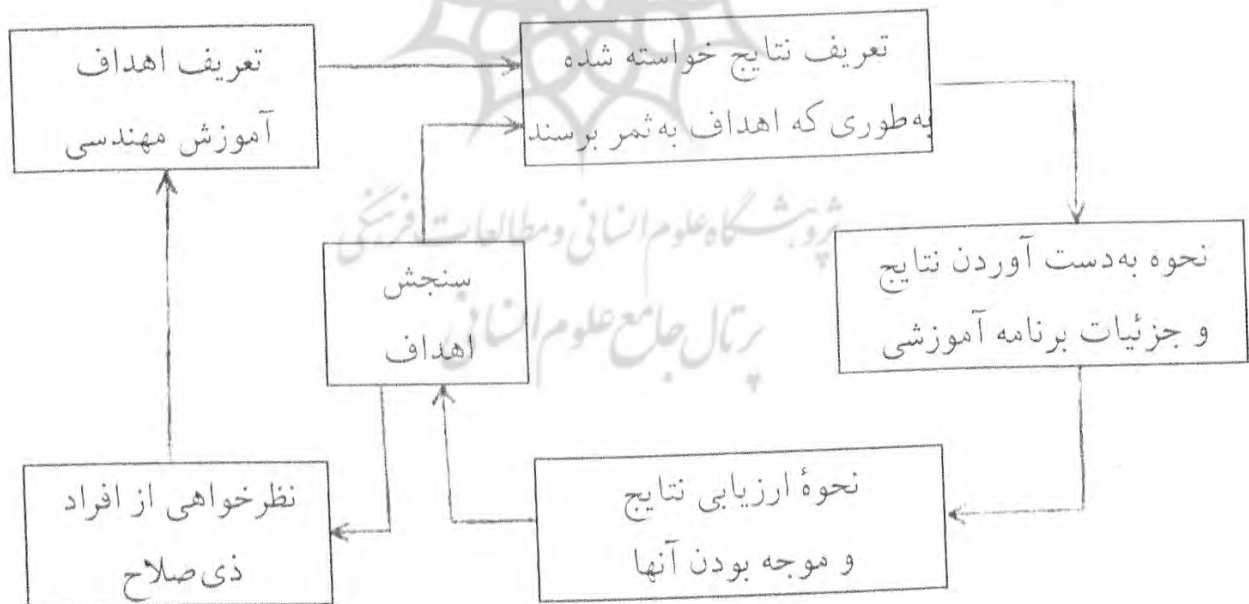 تعریف اهداف
آموزش مهندسی
تعریف نتایج خواسته شده
به‌طوری که اهداف به‌ثمر برسند
پژوهشگاه علوم انسانی و مطالعات فرهنگی
پرتال جامع علوم انسانی
سنجش
اهداف
نحوه به‌دست آوردن نتایج
و جزئیات برنامه آموزشی
نظرخواهی از افراد
ذی‌صلاح
نحوهٔ ارزیابی نتایج
و موجه بودن آنها